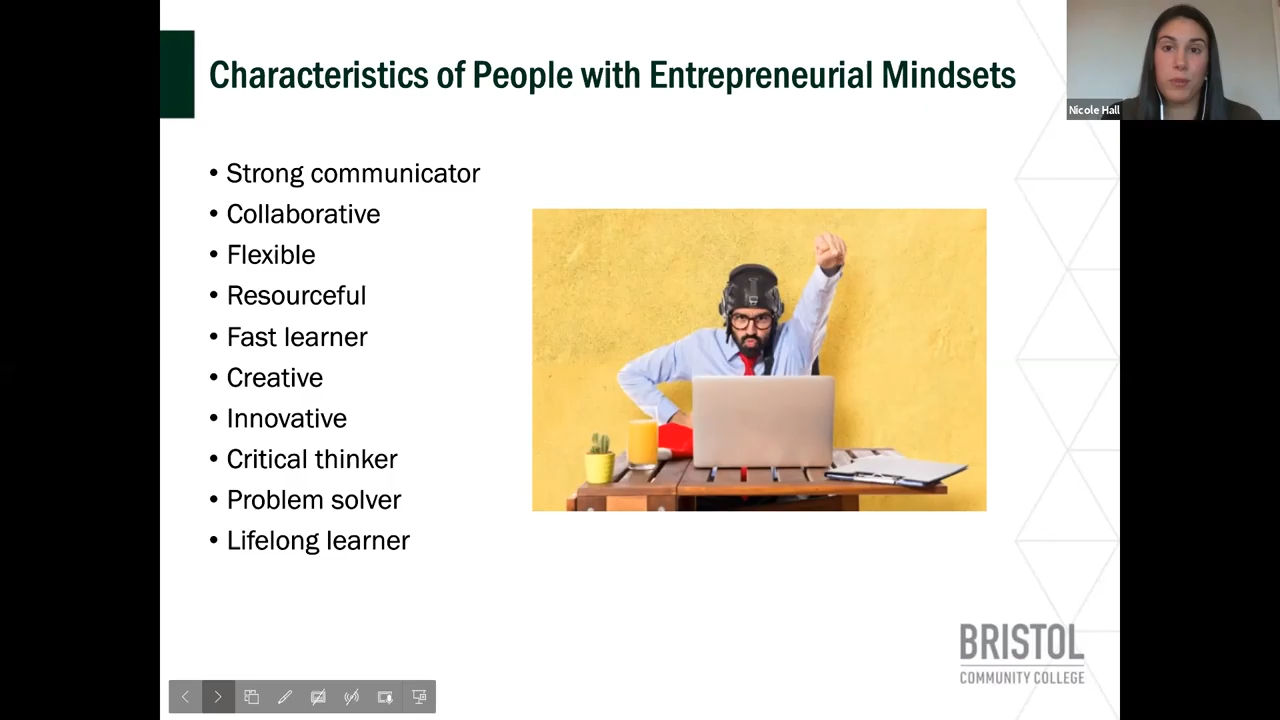 Characteristics of People with Entrepreneurial Mindsets
Nicole Hall
• Strong communicator
• Collaborative
• Flexible
• Resourceful
• Fast learner
• Creative
• Innovative
• Critical thinker
• Problem solver
• Lifelong learner
BRISTOL
COMMUNITY COLLEGE